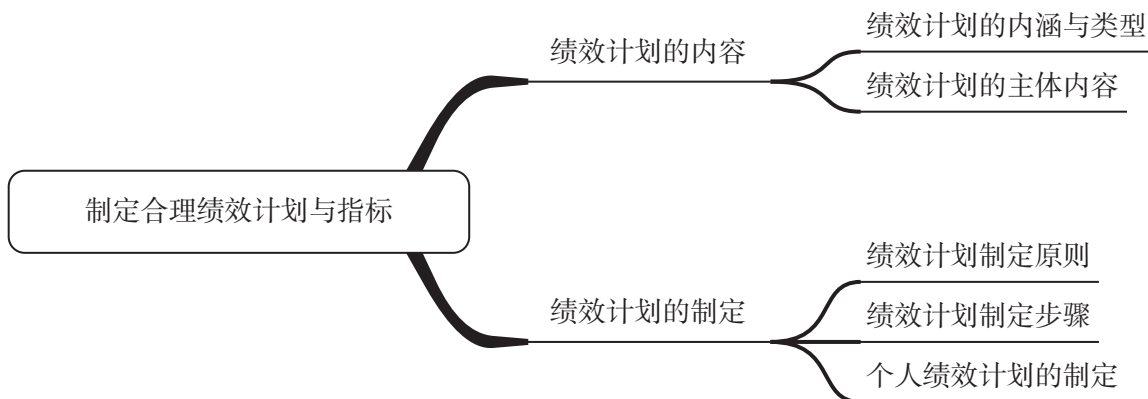 制定合理绩效计划与指标
绩效计划的内容
绩效计划的内涵与类型
绩效计划的主体内容
绩效计划的制定
绩效计划制定原则
绩效计划制定步骤
个人绩效计划的制定